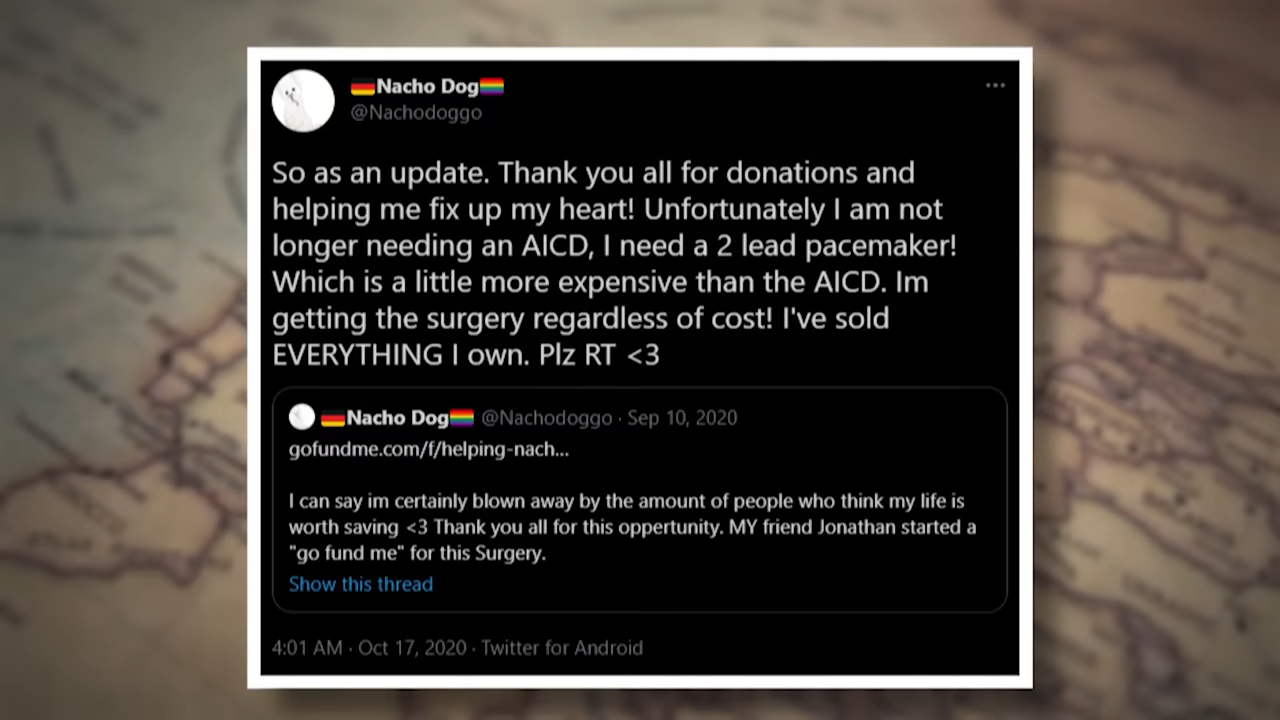 🇩🇪Nacho Dog🏳️‍🌈
@Nachodoggo
So as an update. Thank you all for donations and
helping me fix up my heart! Unfortunately I am not
longer needing an AICD, I need a 2 lead pacemaker!
Which is a little more expensive than the AICD. Im
getting the surgery regardless of cost! I've sold
EVERYTHING I own. Plz RT <3
🇩🇪Nacho Dog🏳️‍🌈 @Nachodoggo · Sep 10, 2020
gofundme.com/f/helping-nach...
I can say im certainly blown away by the amount of people who think my life is
worth saving <3 Thank you all for this oppertunity. MY friend Jonathan started a
"go fund me" for this Surgery.
Show this thread
4:01 AM · Oct 17, 2020 · Twitter for Android